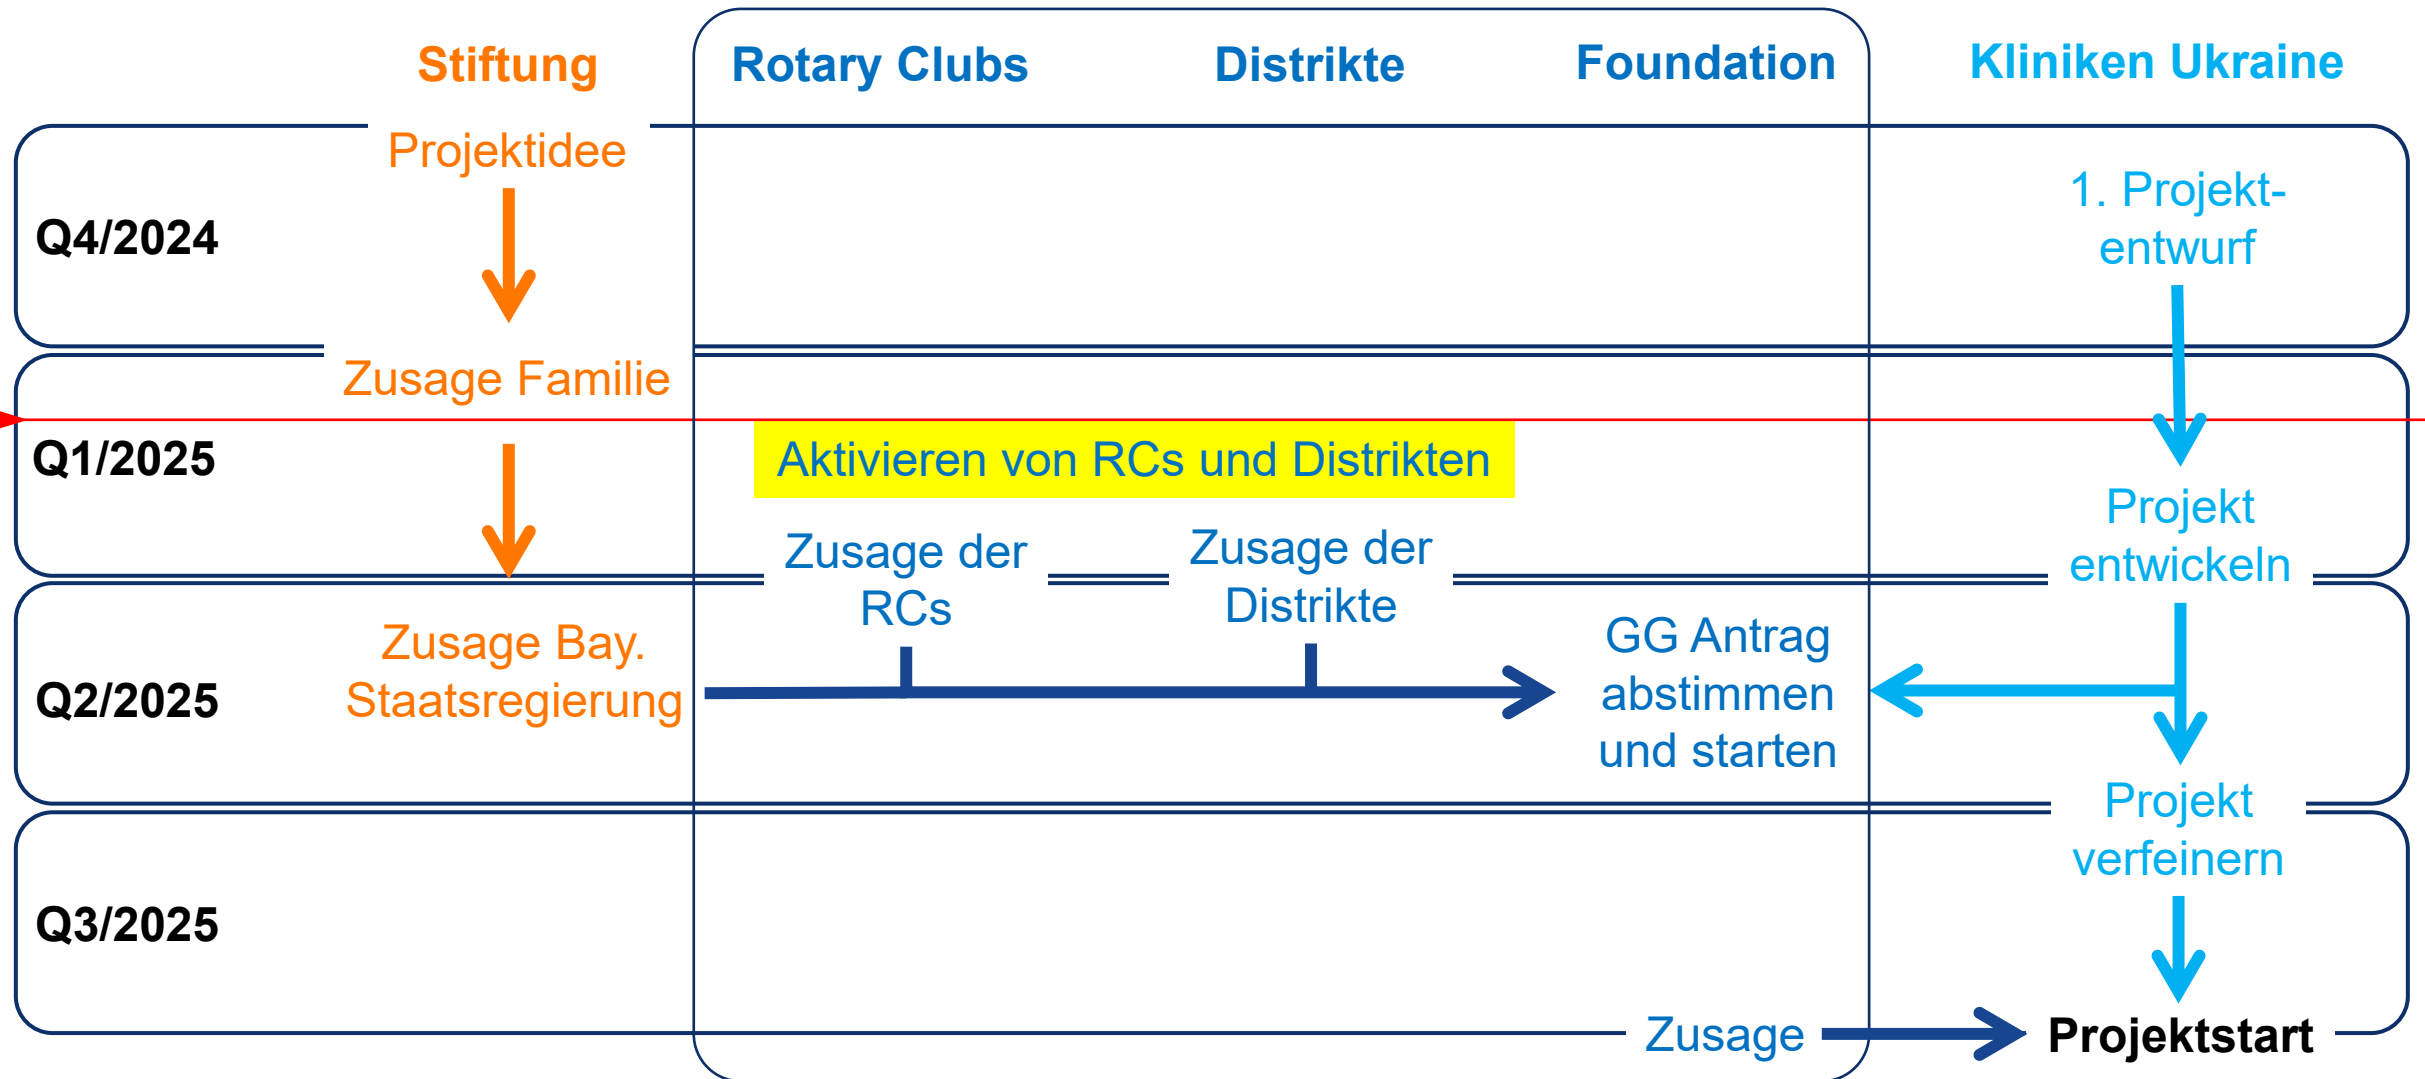 Stiftung
Rotary Clubs
Distrikte
Foundation
Kliniken Ukraine
Q4/2024
Projektidee
1. Projekt-
entwurf
Q1/2025
Zusage Familie
Aktivieren von RCs und Distrikten
Zusage der
RCs
Zusage der
Distrikte
Projekt
entwickeln
Q2/2025
Zusage Bay.
Staatsregierung
GG Antrag
abstimmen
und starten
Projekt
verfeinern
Q3/2025
Zusage
Projektstart